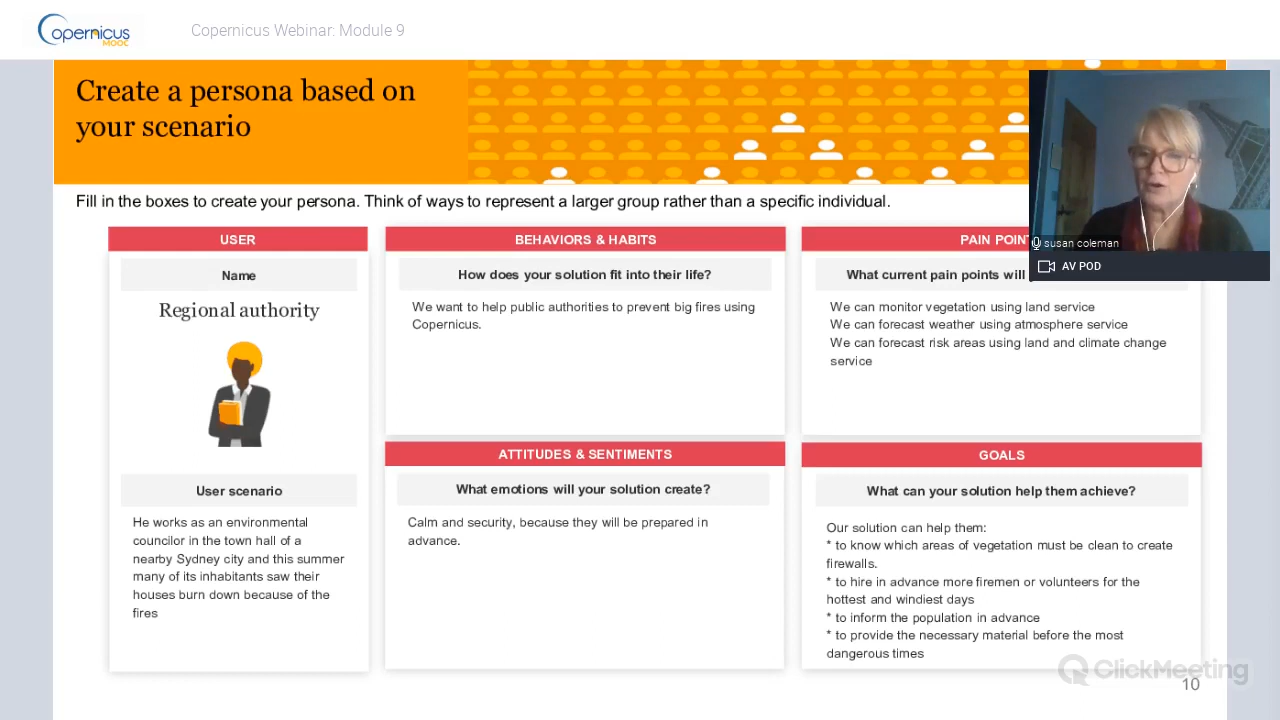 Copernicus
MOOC
Copernicus Webinar: Module 9
Create a persona based on
your scenario
Fill in the boxes to create your persona. Think of ways to represent a larger group rather than a specific individual.
USER
Name
Regional authority
User scenario
He works as an environmental
councilor in the town hall of a
nearby Sydney city and this summer
many of its inhabitants saw their
houses burn down because of the
fires
BEHAVIORS & HABITS
How does your solution fit into their life?
We want to help public authorities to prevent big fires using
Copernicus.
ATTITUDES & SENTIMENTS
What emotions will your solution create?
Calm and security, because they will be prepared in
advance.
PAIN
What current pain points will
We can monitor vegetation using land service
We can forecast weather using atmosphere service
We can forecast risk areas using land and climate change
service
GOALS
What can your solution help them achieve?
Our solution can help them:
* to know which areas of vegetation must be clean to create
firewalls.
* to hire in advance more firemen or volunteers for the
hottest and windiest days
* to inform the population in advance
* to provide the necessary material before the most
dangerous times
susan coleman
AV POD
ClickMeeting
10